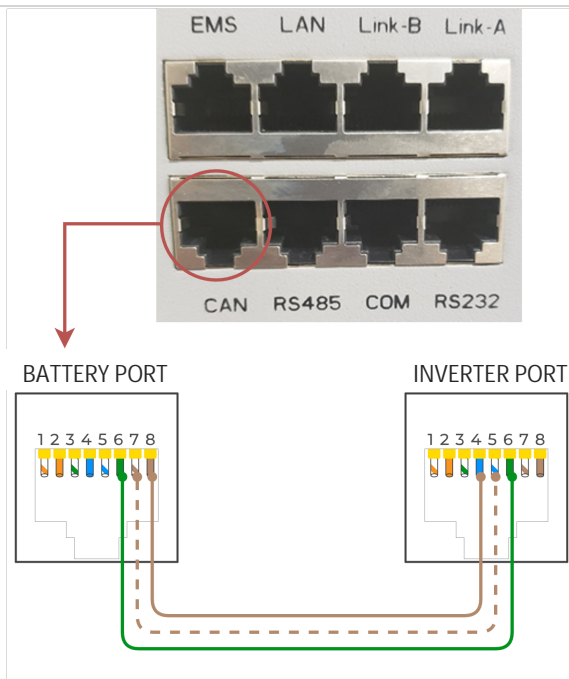 EMS LAN Link-B Link-A
CAN RS485 COM RS232
BATTERY PORT INVERTER PORT
1 2 3 4 5 6 7 8 1 2 3 4 5 6 7 8